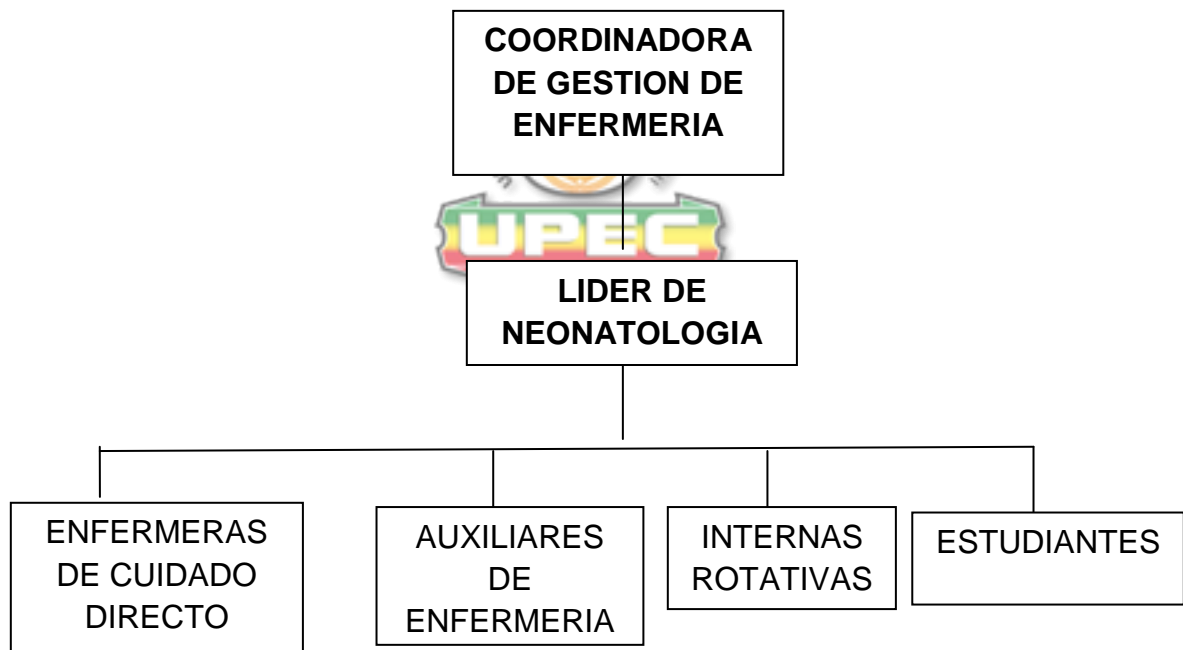 COORDINADORA
DE GESTION DE
ENFERMERIA
UPEC
LIDER DE
NEONATOLOGIA
ENFERMERAS
DE CUIDADO
DIRECTO
AUXILIARES
DE
ENFERMERIA
INTERNAS
ROTATIVAS
ESTUDIANTES